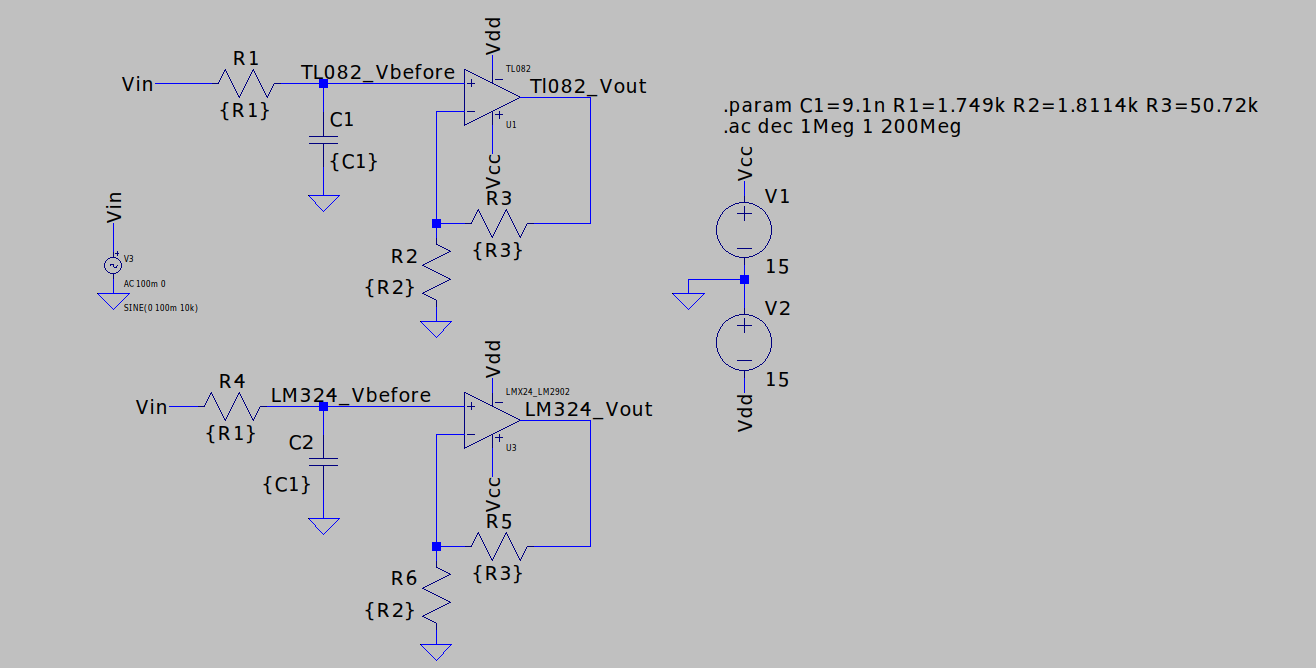 Vdd
R1
Vin
TL082_Vbefore
TL082
Tl082_Vout
{R1}
C1
U1
{C1}
Vcc
R3
{R3}
R2
{R2}
Vin
V3
AC 100m 0
SINE(0 100m 10k)
.param C1=9.1n R1=1.749k R2=1.8114k R3=50.72k
.ac dec 1Meg 1 200Meg
Vcc
V1
15
V2
15
Vdd
Vdd
R4
Vin
LM324_Vbefore
LMX24_LM2902
LM324_Vout
{R1}
C2
U3
{C1}
Vcc
R5
{R3}
R6
{R2}